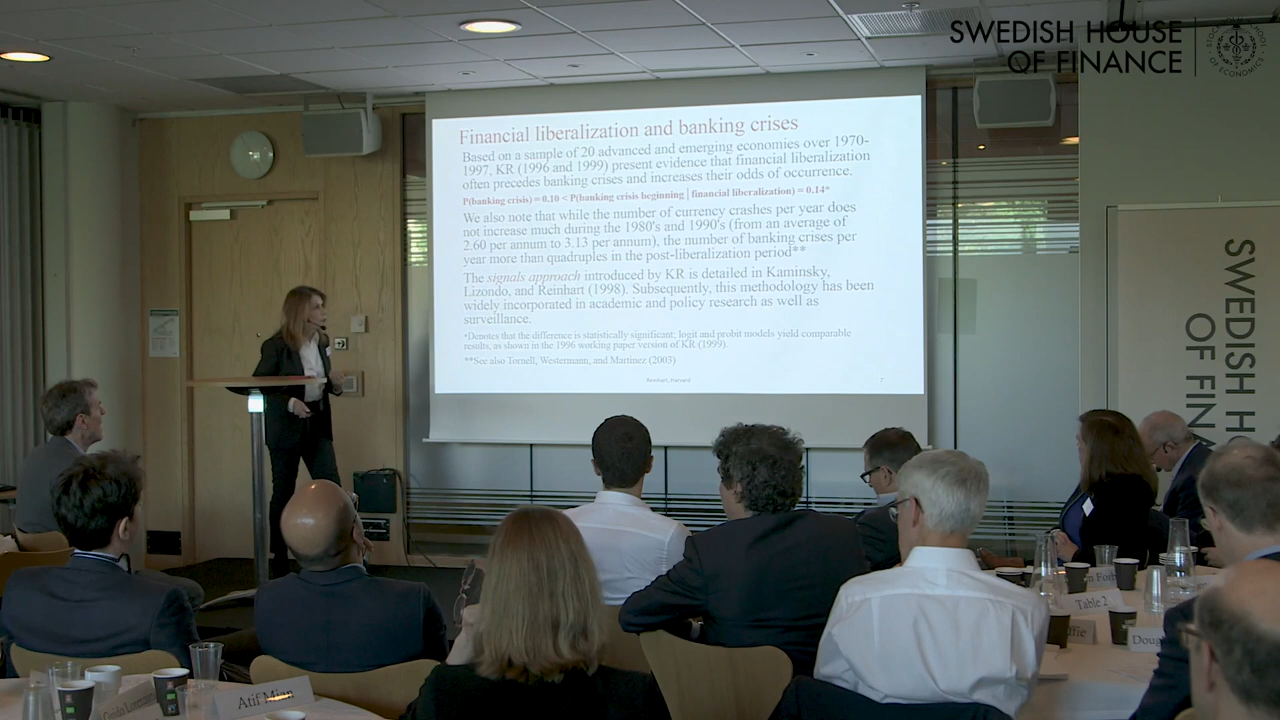 SWEDISH HOUSE
OF FINANCE
Financial liberalization and banking crises
Based on a sample of 20 advanced and emerging economies over 1970-
1997, KR (1996 and 1999) present evidence that financial liberalization
often precedes banking crises and increases their odds of occurrence.
P(banking crisis) = 0.10 < P(banking crisis beginning | financial liberalization) = 0.14*
We also note that while the number of currency crashes per year does
not increase much during the 1980's and 1990's (from an average of
2.60 per annum to 3.13 per annum), the number of banking crises per
year more than quadruples in the post-liberalization period**
The signals approach introduced by KR is detailed in Kaminsky,
Lizondo, and Reinhart (1998). Subsequently, this methodology has been
widely incorporated in academic and policy research as well as
surveillance.
*Denotes that the difference is statistically significant; logit and probit models yield comparable
results, as shown in the 1996 working paper version of KR (1999).
**See also Tornell, Westermann, and Martinez (2003)
Reinhart, Harvard
7
SWEDISH H
OF FIN
Table 2
Atif Mian